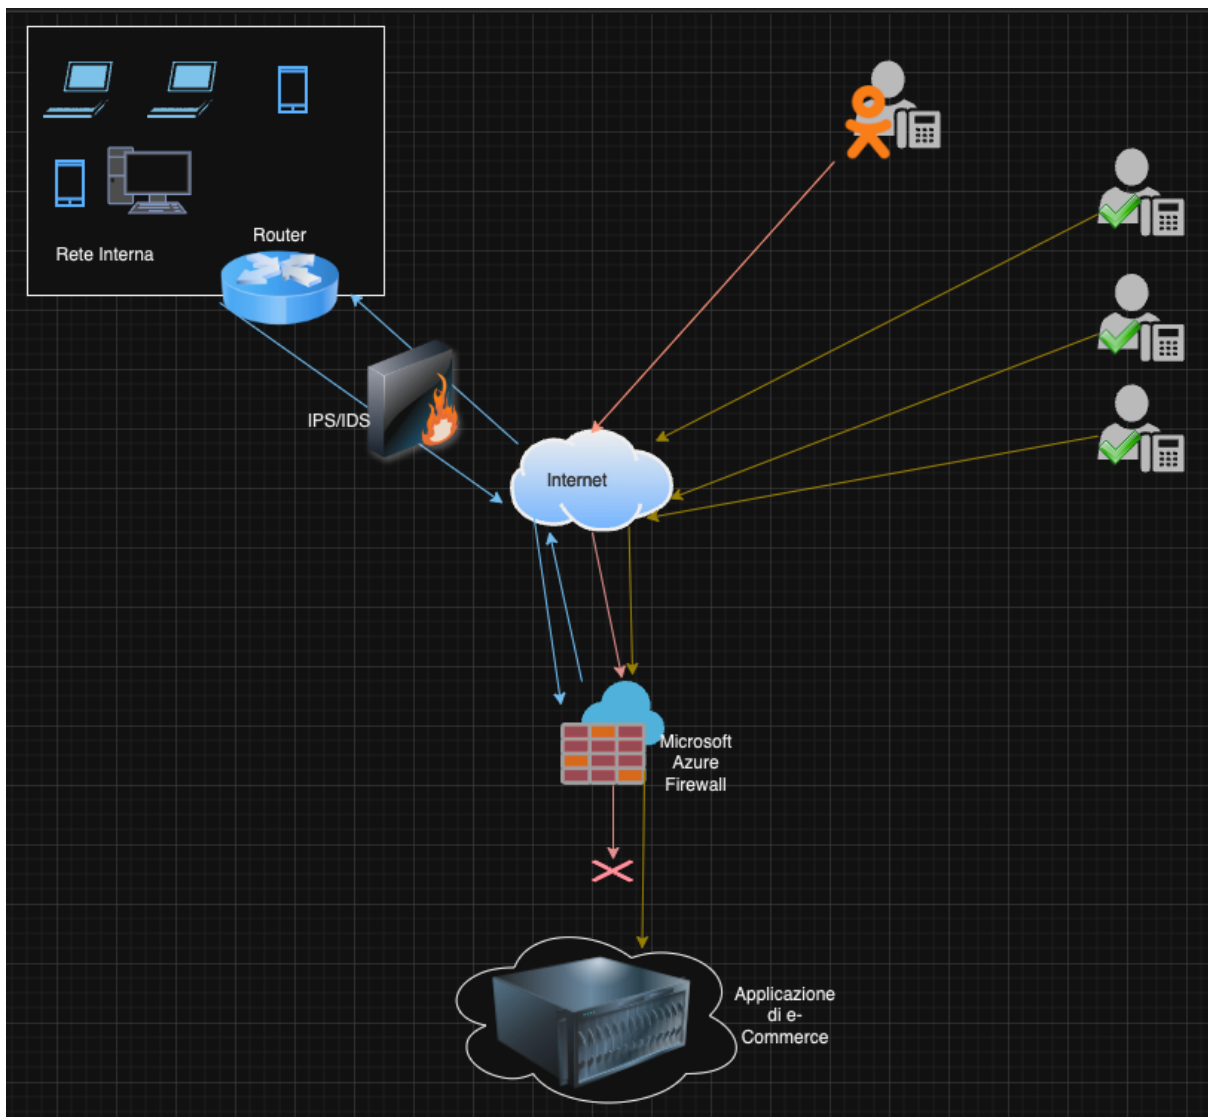 Router
Rete Interna
IPS/IDS
Internet
Microsoft
Azure
Firewall
Applicazione
di e-
Commerce